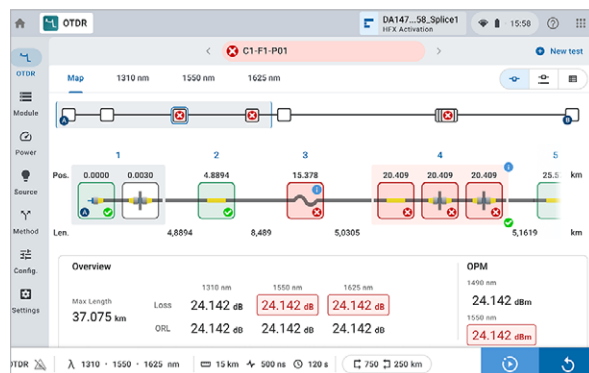 OTDR
DA147...58_Splice1
HFX Activation
15:58
C1-F1-P01
New test
OTDR
Map 1310 nm 1550 nm 1625 nm
Module
A B
Power
1 2 3 4 5
Pos. 0.0000 0.0030 4.8894 15.378 20.409 20.409 20.409 25.5 km
Source
A
Method
Len. 4,8894 8,489 5,0305 5,1619 km
Config.
Overview OPM
1310 nm 1550 nm 1625 nm 1490 nm
Settings
Max Length Loss 24.142 dB 24.142 dB 24.142 dB 24.142 dBm
37.075 km 1550 nm
ORL 24.142 dB 24.142 dB 24.142 dB 24.142 dBm
OTDR λ 1310 · 1550 · 1625 nm 15 km 500 ns 120 s 750 250 km